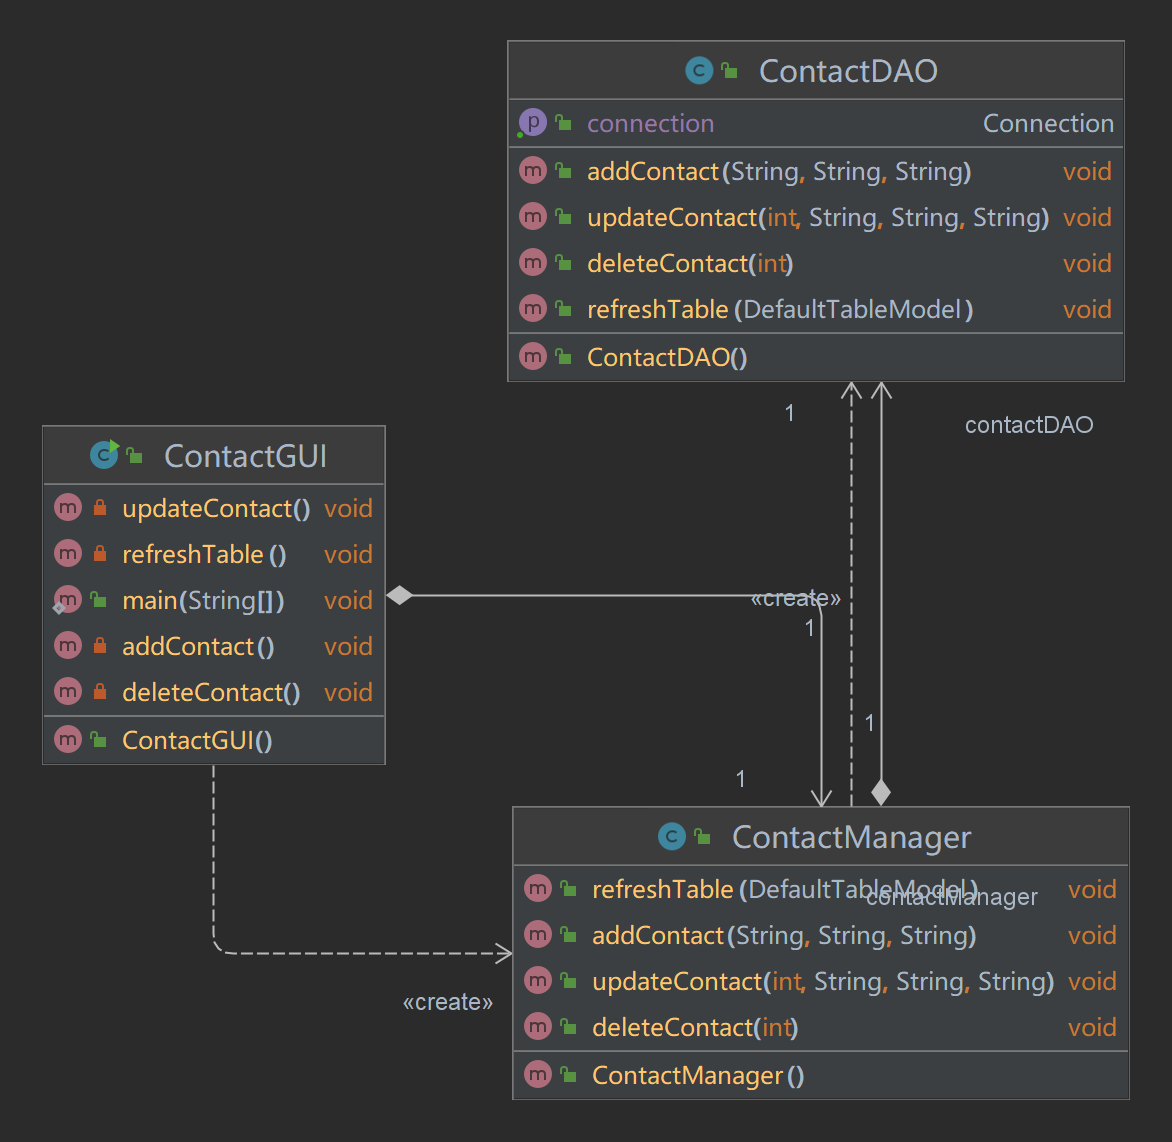 ContactDAO
connection Connection
addContact(String, String, String) void
updateContact(int, String, String, String) void
deleteContact(int) void
refreshTable(DefaultTableModel) void
ContactDAO()
1
contactDAO
ContactGUI
updateContact() void
refreshTable() void
main(String[]) void
addContact() void
deleteContact() void
ContactGUI()
«create»
1
1
1
ContactManager
refreshTable(DefaultTableModel) void
contactManager
addContact(String, String, String) void
updateContact(int, String, String, String) void
deleteContact(int) void
ContactManager()
«create»